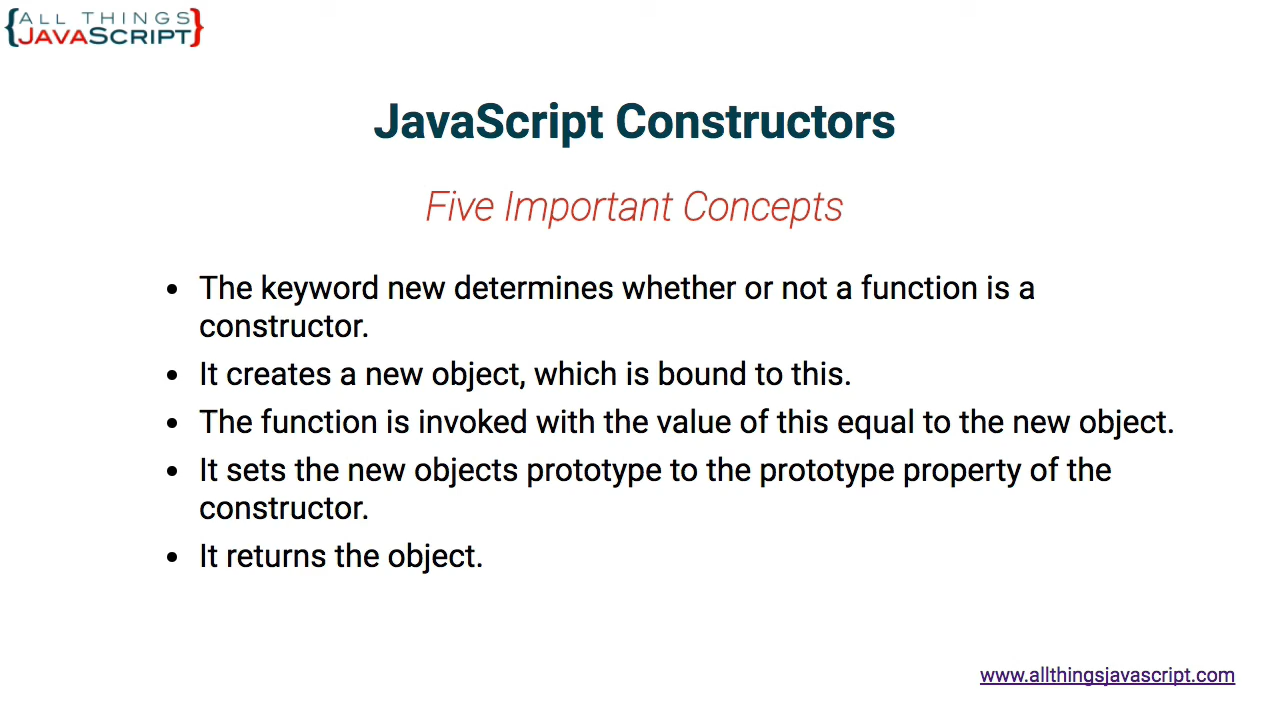 {ALL THINGS
JAVASCRIPT}
JavaScript Constructors
Five Important Concepts
• The keyword new determines whether or not a function is a
constructor.
• It creates a new object, which is bound to this.
• The function is invoked with the value of this equal to the new object.
• It sets the new objects prototype to the prototype property of the
constructor.
• It returns the object.
www.allthingsjavascript.com